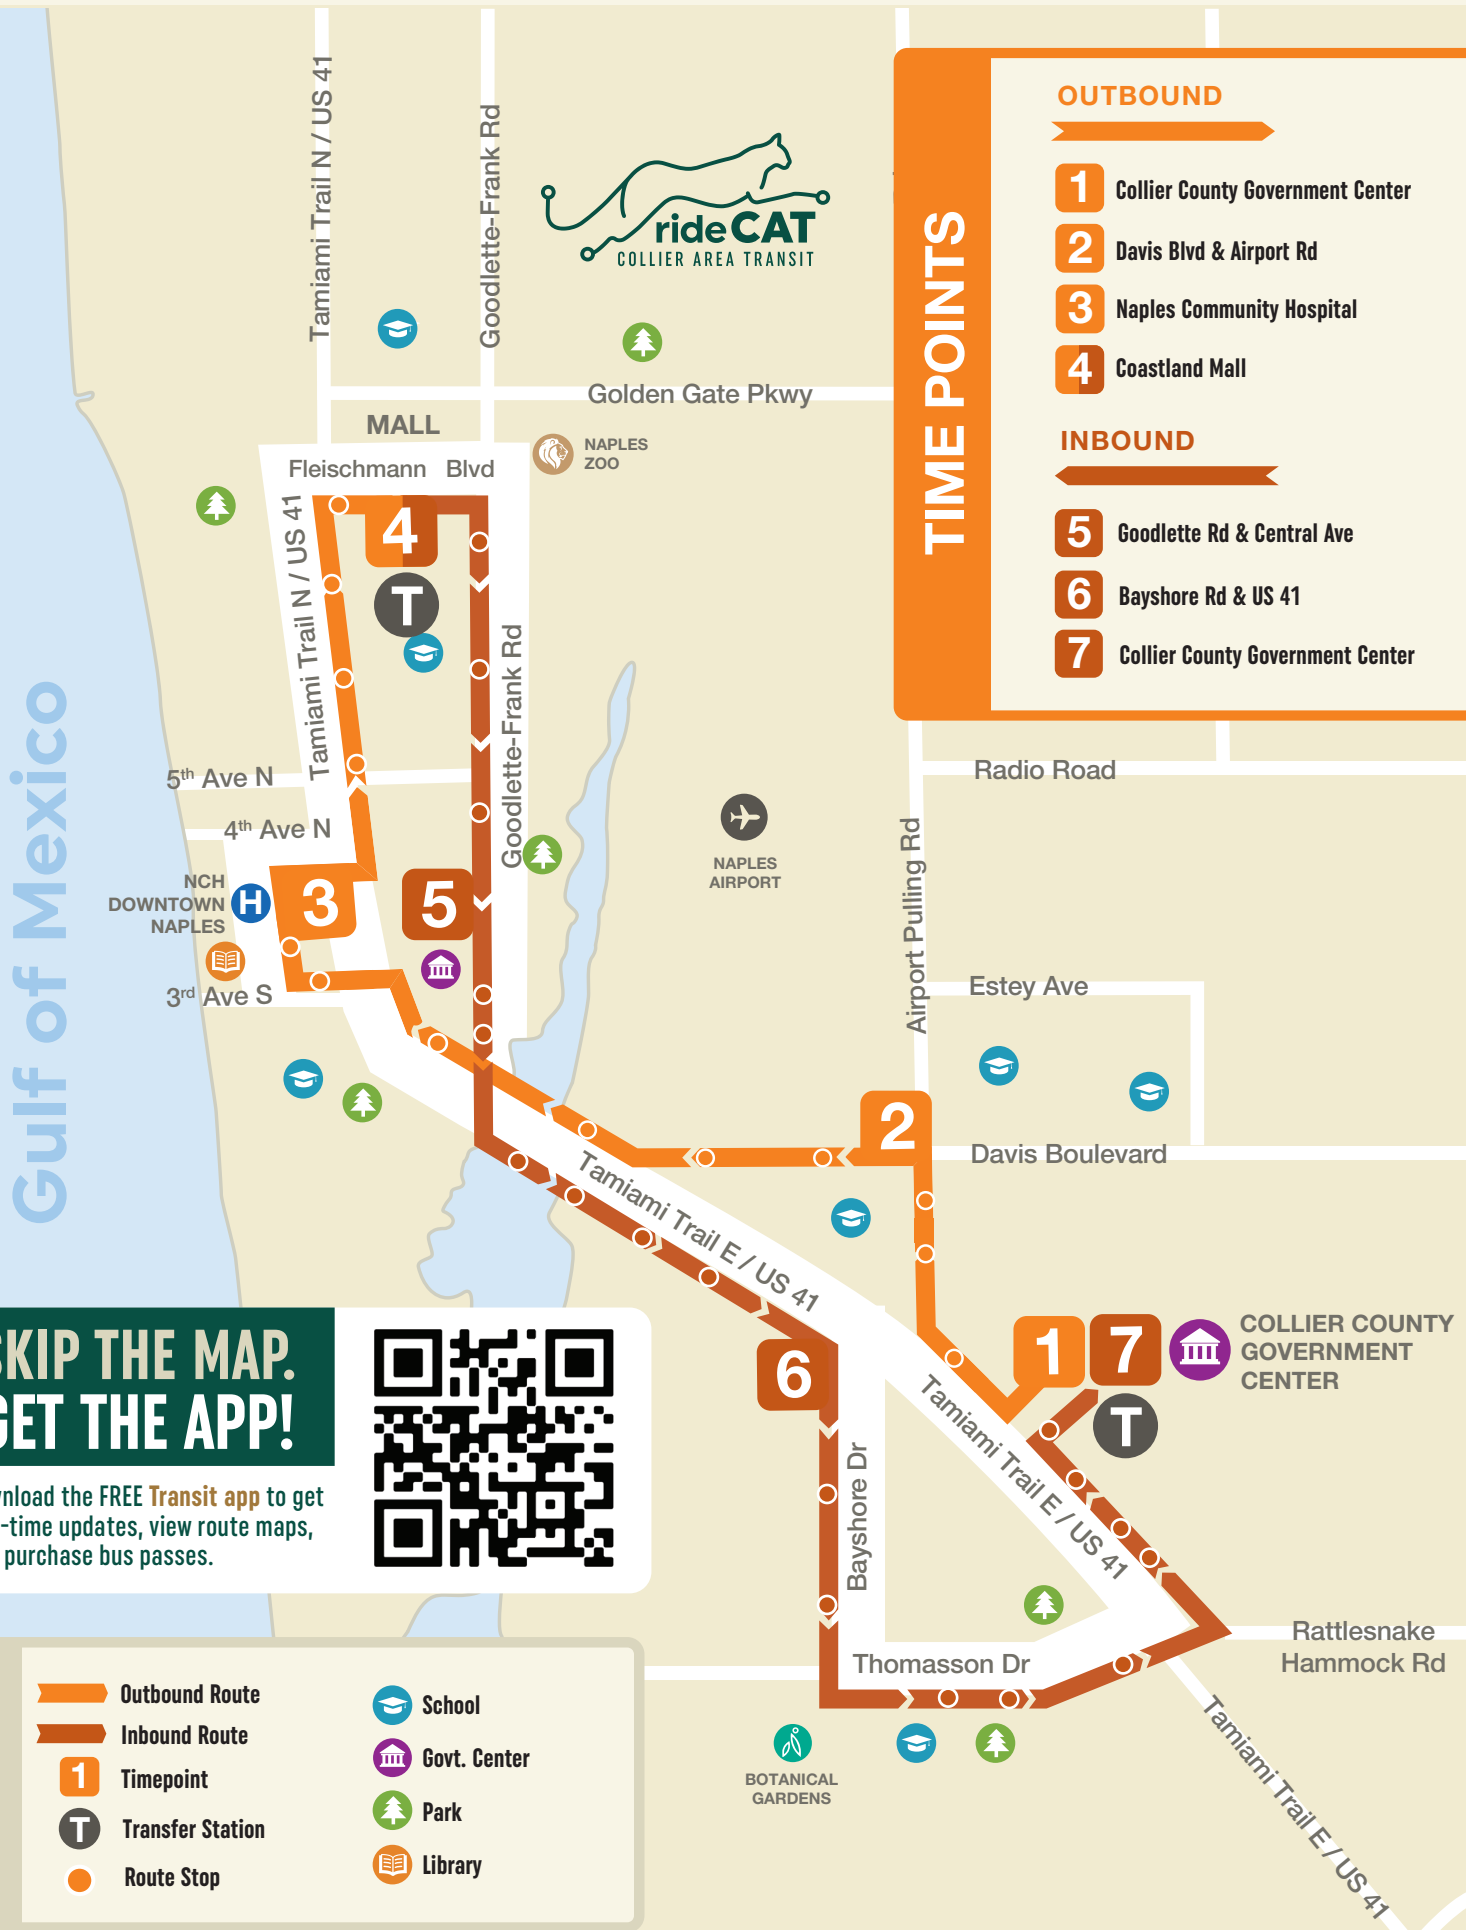 Tamiami Trail N / US 41
Goodlette-Frank Rd
rideCAT
COLLIER AREA TRANSIT
TIME POINTS
OUTBOUND
1 Collier County Government Center
2 Davis Blvd & Airport Rd
3 Naples Community Hospital
4 Coastland Mall
INBOUND
5 Goodlette Rd & Central Ave
6 Bayshore Rd & US 41
7 Collier County Government Center
Golden Gate Pkwy
MALL
NAPLES
ZOO
Fleischmann Blvd
4
T
Tamiami Trail N / US 41
Goodlette-Frank Rd
Gulf of Mexico
5th Ave N
4th Ave N
NCH
DOWNTOWN
NAPLES
H
3
5
3rd Ave S
NAPLES
AIRPORT
Radio Road
Airport Pulling Rd
Estey Ave
2
Davis Boulevard
Tamiami Trail E / US 41
1
7
T
COLLIER COUNTY
GOVERNMENT
CENTER
6
Bayshore Dr
Tamiami Trail E / US 41
Thomasson Dr
Rattlesnake
Hammock Rd
Tamiami Trail E / US 41
BOTANICAL
GARDENS
SKIP THE MAP.
GET THE APP!
wnload the FREE Transit app to get
-time updates, view route maps,
purchase bus passes.
Outbound Route
Inbound Route
1 Timepoint
T Transfer Station
Route Stop
School
Govt. Center
Park
Library